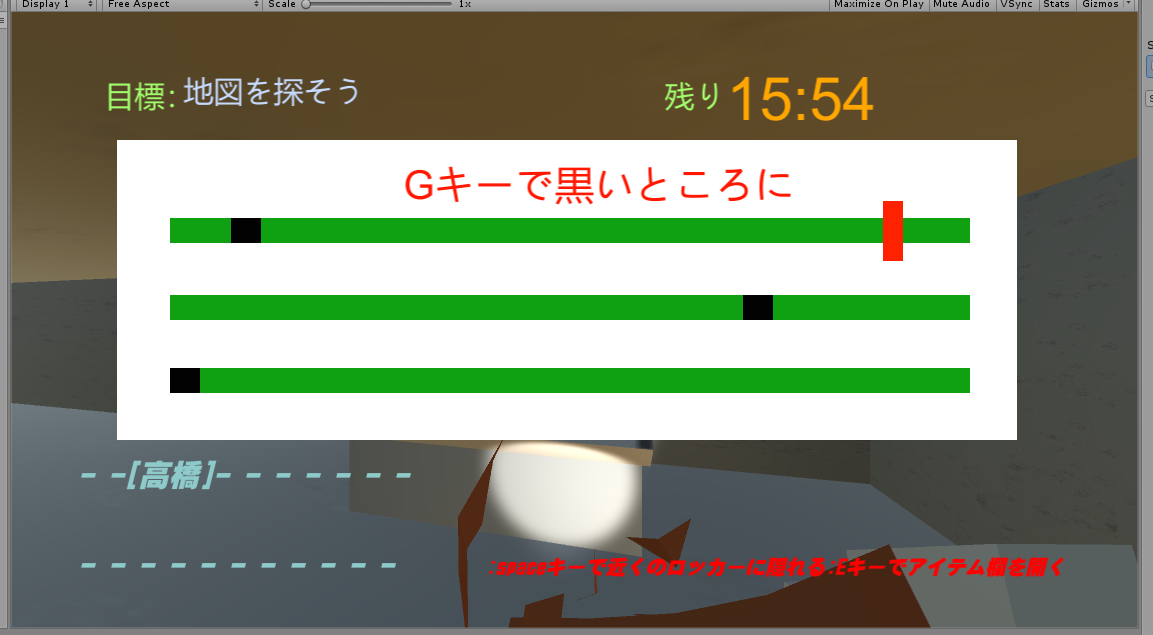 Display 1 Free Aspect Scale 1x Maximize On Play Mute Audio VSync Stats Gizmos
目標: 地図を探そう 残り 15:54
Gキーで黒いところに
- -[高橋]- - - - - - -
- - - - - - - - - - -
:Spaceキーで近くのロッカーに隠れる:Eキーでアイテム棚を開く